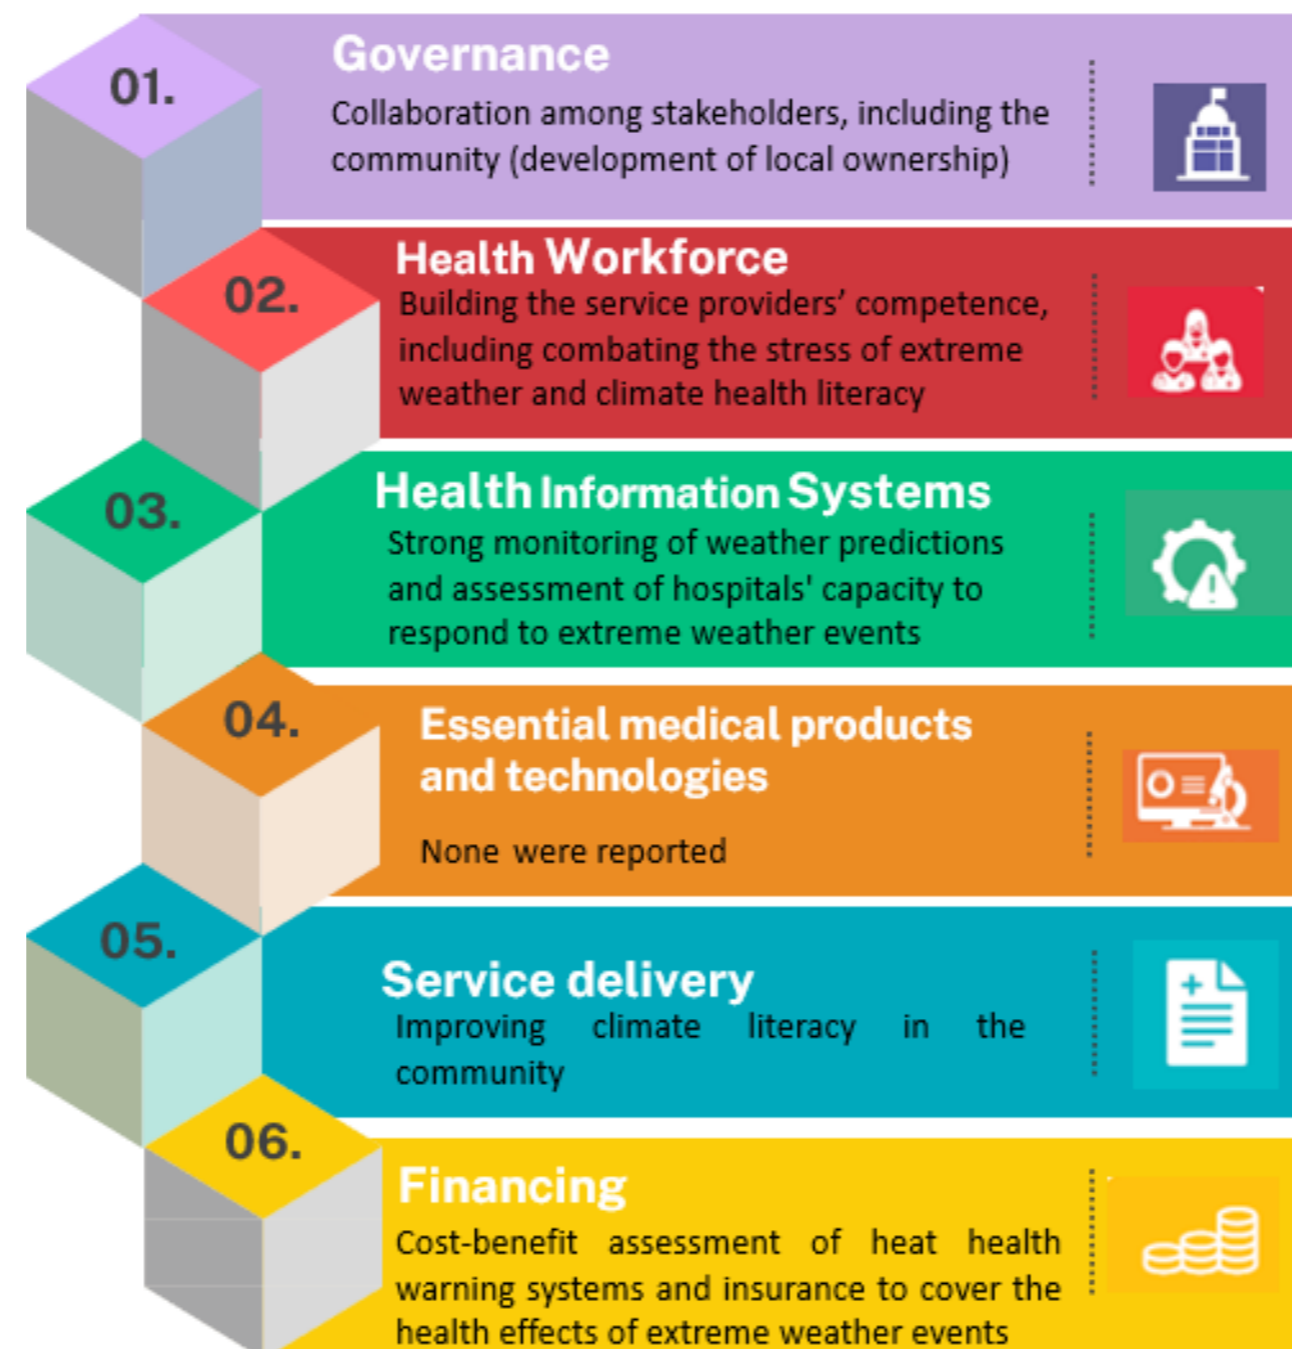 01.
Governance
Collaboration among stakeholders, including the
community (development of local ownership)
02.
Health Workforce
Building the service providers’ competence,
including combating the stress of extreme
weather and climate health literacy
03.
Health Information Systems
Strong monitoring of weather predictions
and assessment of hospitals' capacity to
respond to extreme weather events
04.
Essential medical products
and technologies
None were reported
05.
Service delivery
Improving climate literacy in the
community
06.
Financing
Cost-benefit assessment of heat health
warning systems and insurance to cover the
health effects of extreme weather events